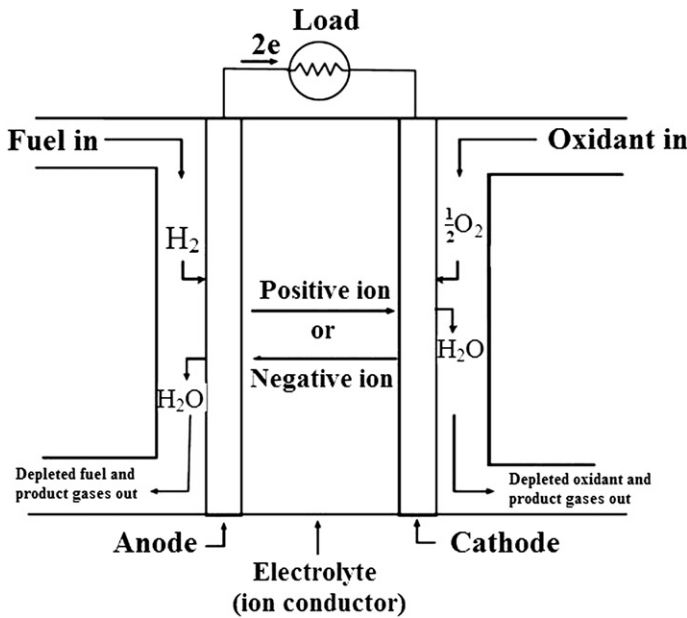 Load
2e
Fuel in
Oxidant in
H₂
½O₂
Positive ion
or
Negative ion
H₂O
H₂O
Depleted fuel and
product gases out
Depleted oxidant and
product gases out
Anode
Cathode
Electrolyte
(ion conductor)